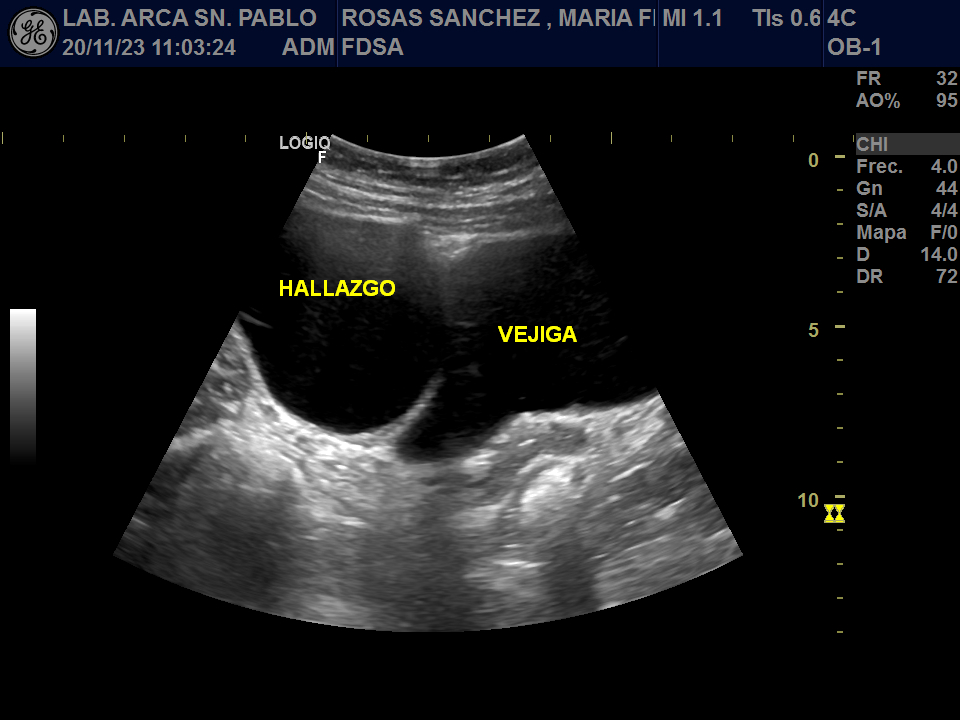 LAB. ARCA SN. PABLO ROSAS SANCHEZ , MARIA MI 1.1 TIs 0.6 4C
20/11/23 11:03:24 ADM FDSA OB-1
FR 32
AO% 95
CHI
Frec. 4.0
Gn 44
S/A 4/4
Mapa F/0
D 14.0
DR 72
LOGIQ
F
0
HALLAZGO
VEJIGA
5
10